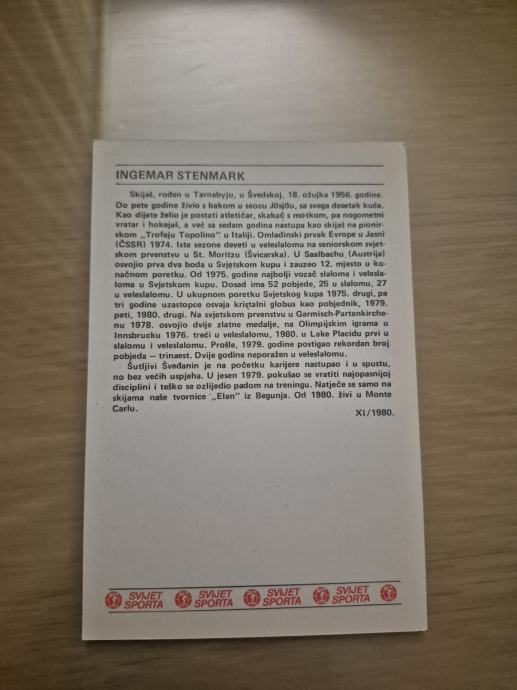 INGEMAR STENMARK
Skijaš, rođen u Tarnabyju, u Švedskoj, 18. ožujka 1956. godine.
Do pete godine živio s bakom u seocu Jösjöu, sa svega desetak kuća.
Kao dijete želio je postati atletičar, skakač s motkom, pa nogometni
vratar i hokejaš, a već sa sedam godina nastupa kao skijaš na pionir-
skom „Trofeju Topolino" u Italiji. Omladinski prvak Evrope u Jasni
(ČSSR) 1974. Iste sezone deveti u veleslalomu na seniorskom svjet-
skom prvenstvu u St. Moritzu (Švicarska). U Saalbachu (Austrija)
osvojio prva dva boda u Svjetskom kupu i zauzeo 12. mjesto u ko-
načnom poretku. Od 1975. godine najbolji vozač slaloma i velesla-
loma u Svjetskom kupu. Dosad ima 52 pobjede, 25 u slalomu, 27
u veleslalomu. U ukupnom poretku Svjetskog kupa 1975. drugi, pa
tri godine uzastopce osvaja kristalni globus kao pobjednik, 1979.
peti, 1980. drugi. Na svjetskom prvenstvu u Garmisch-Partenkirche-
nu 1978. osvojio dvije zlatne medalje, na Olimpijskim igrama u
Innsbrucku 1976. treći u veleslalomu, 1980. u Lake Placidu prvi u
slalomu i veleslalomu. Prošle, 1979. godine postigao rekordan broj
pobjeda — trinaest. Dvije godine neporažen u veleslalomu.
Šutljivi Šveđanin je na početku karijere nastupao i u spustu,
no bez većih uspjeha. U jesen 1979. pokušao se vratiti najopasnijoj
disciplini i teško se ozlijedio padom na treningu. Natječe se samo na
skijama naše tvornice „Elan" iz Begunja. Od 1980. živi u Monte
Carlu.
XI/1980.
SVIJET SPORTA SVIJET SPORTA SVIJET SPORTA SVIJET SPORTA